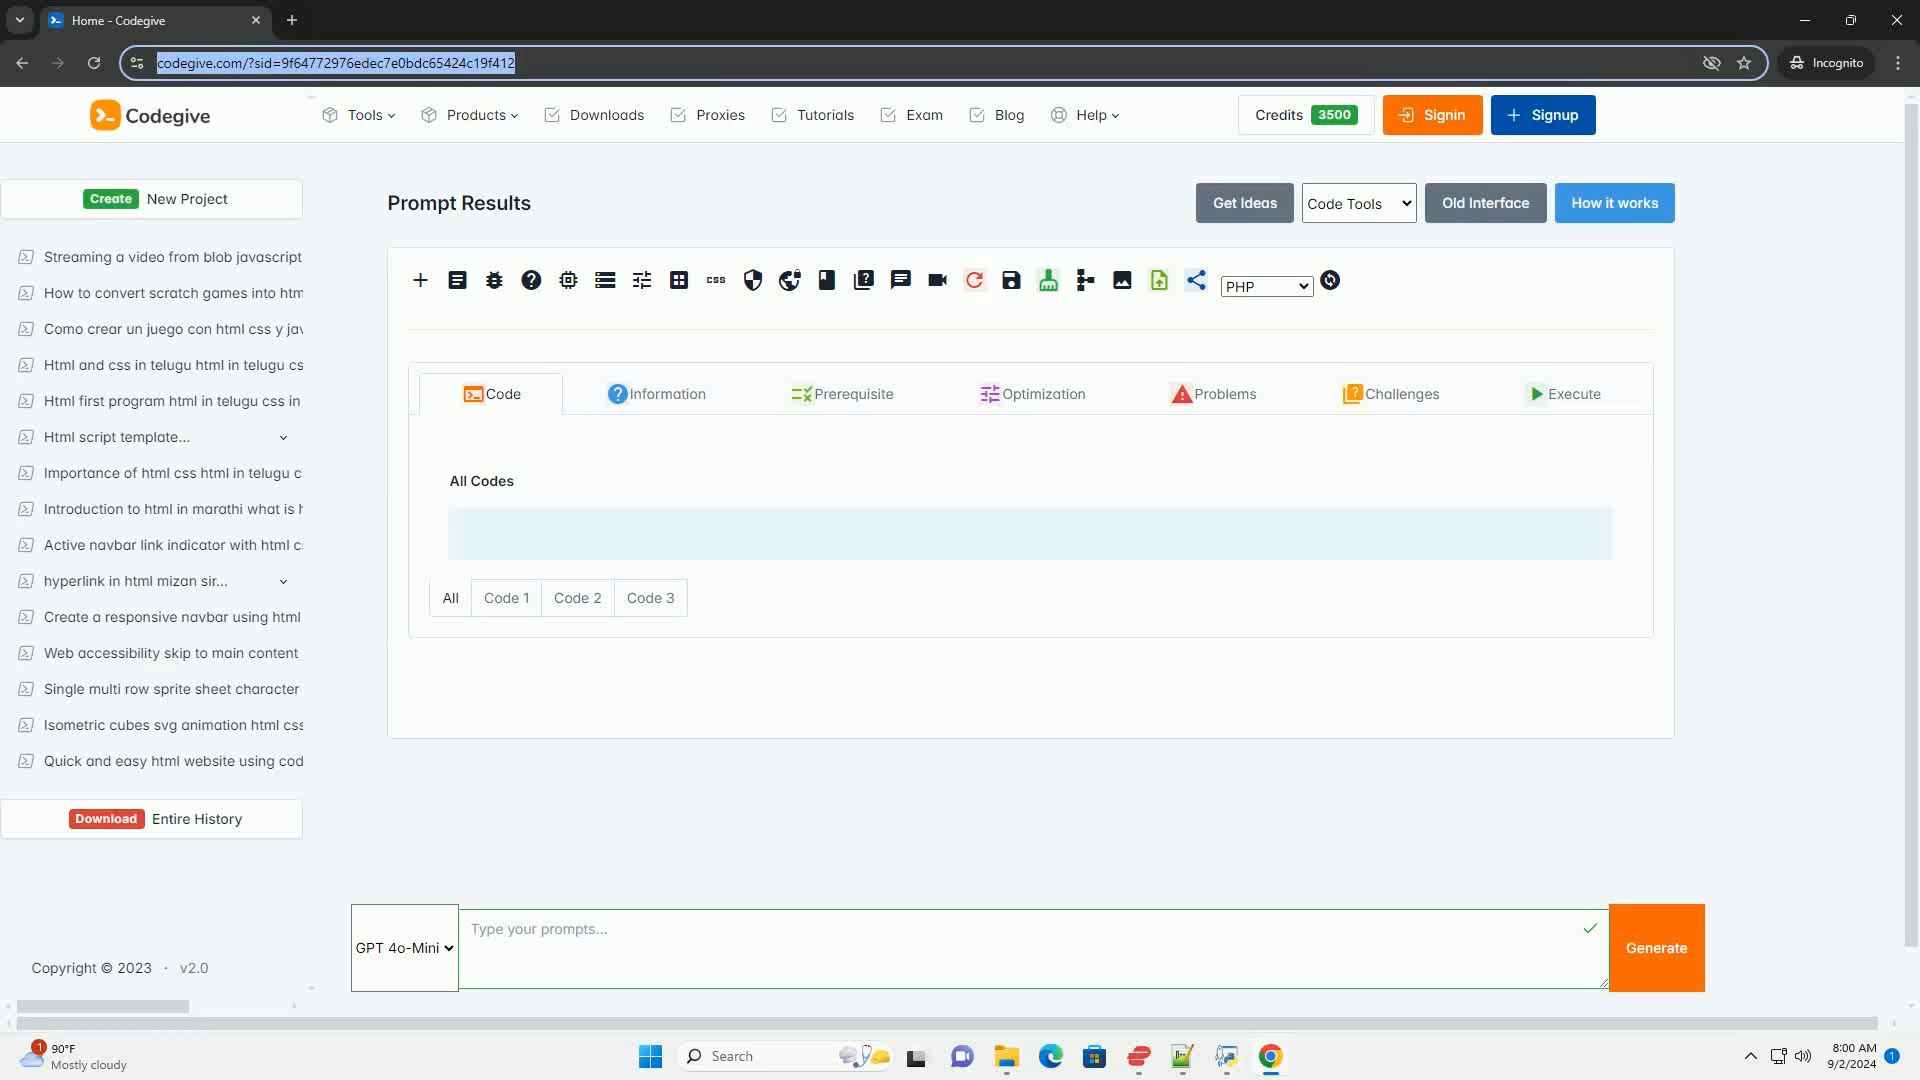 Home - Codegive
codegive.com/?sid=9f64772976edec7e0bdc65424c19f412
Incognito
Codegive
Tools
Products
Downloads
Proxies
Tutorials
Exam
Blog
Help
Credits 3500
Signin
Signup
Create New Project
Streaming a video from blob javascript
How to convert scratch games into htm
Como crear un juego con html css y jav
Html and css in telugu html in telugu cs
Html first program html in telugu css in
Html script template...
Importance of html css html in telugu c
Introduction to html in marathi what is h
Active navbar link indicator with html c
hyperlink in html mizan sir...
Create a responsive navbar using html
Web accessibility skip to main content
Single multi row sprite sheet character
Isometric cubes svg animation html css
Quick and easy html website using cod
Download Entire History
Copyright © 2023 · v2.0
Prompt Results
Get Ideas
Code Tools
Old Interface
How it works
css
PHP
Code
Information
Prerequisite
Optimization
Problems
Challenges
Execute
All Codes
All
Code 1
Code 2
Code 3
GPT 4o-Mini
Type your prompts...
Generate
1
90°F
Mostly cloudy
Search
8:00 AM
9/2/2024
1